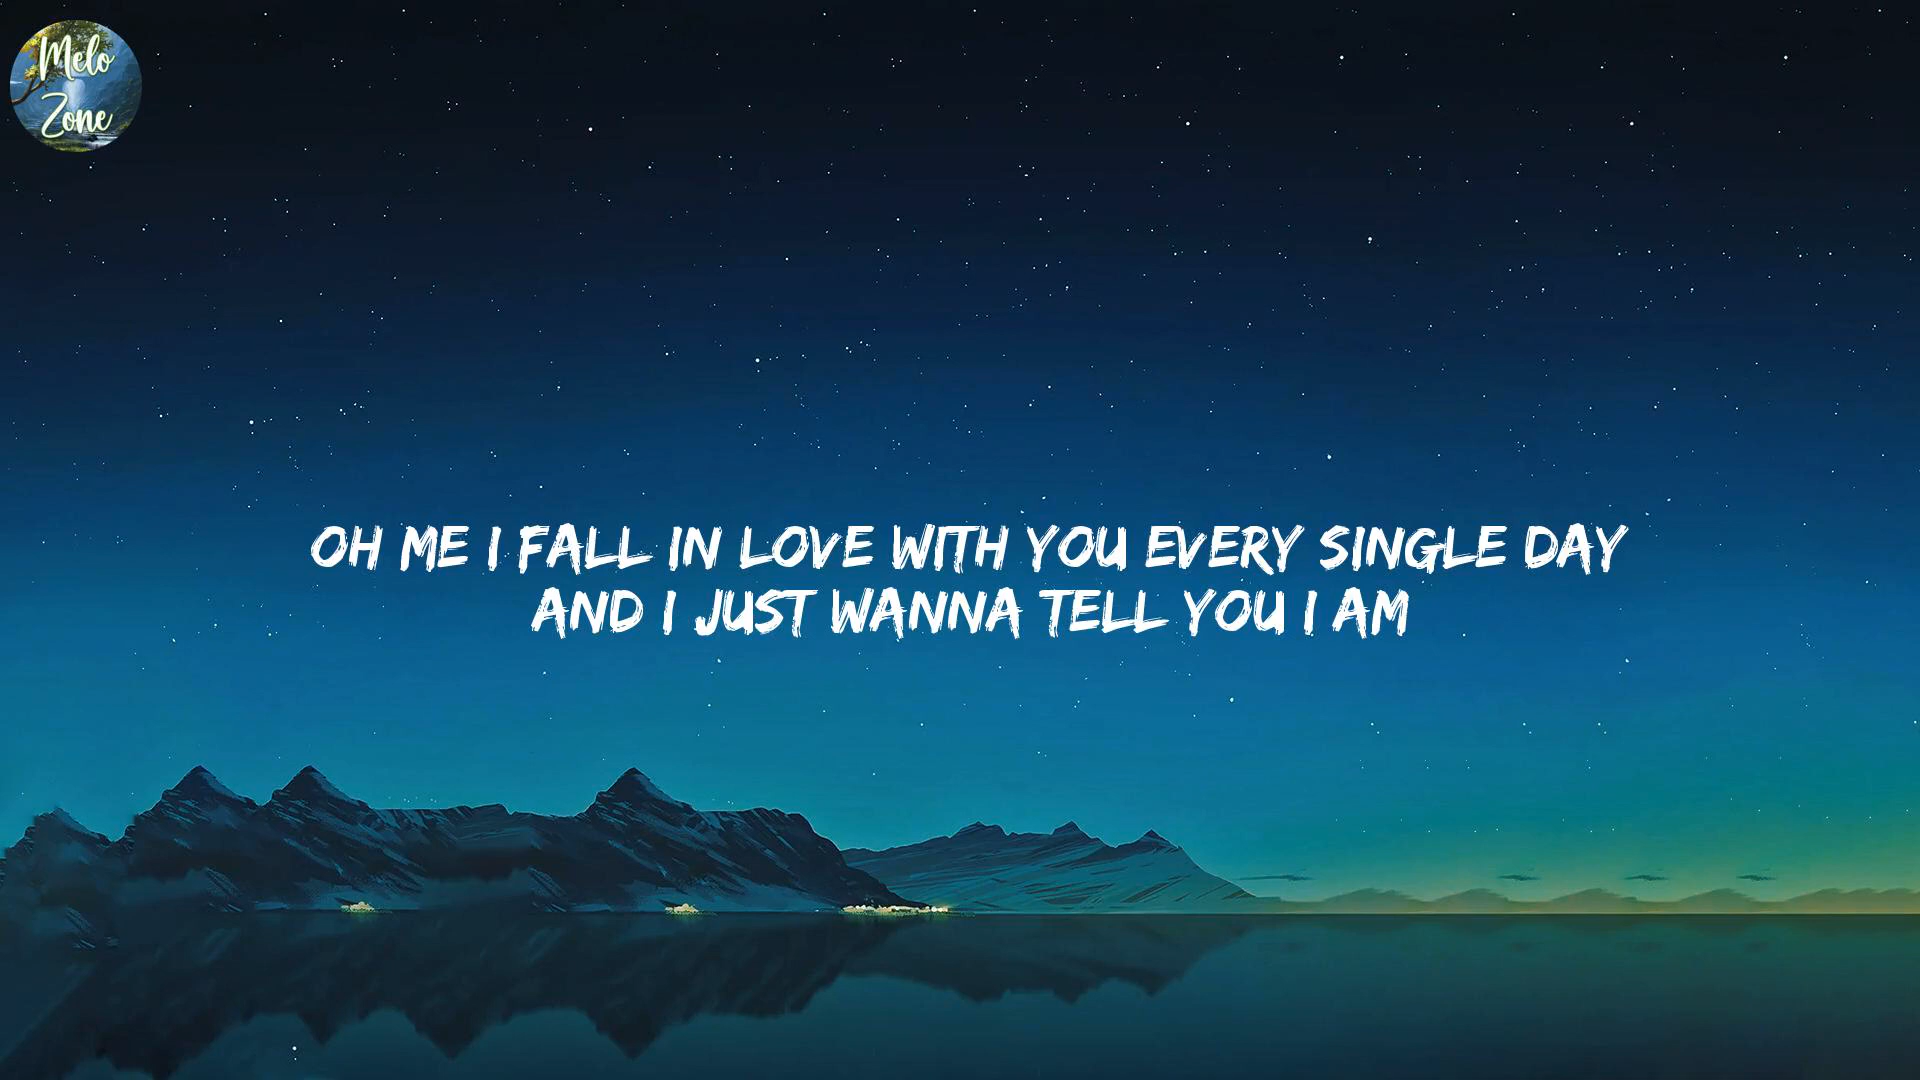 Melo
Zone
OH ME I FALL IN LOVE WITH YOU EVERY SINGLE DAY
AND I JUST WANNA TELL YOU I AM